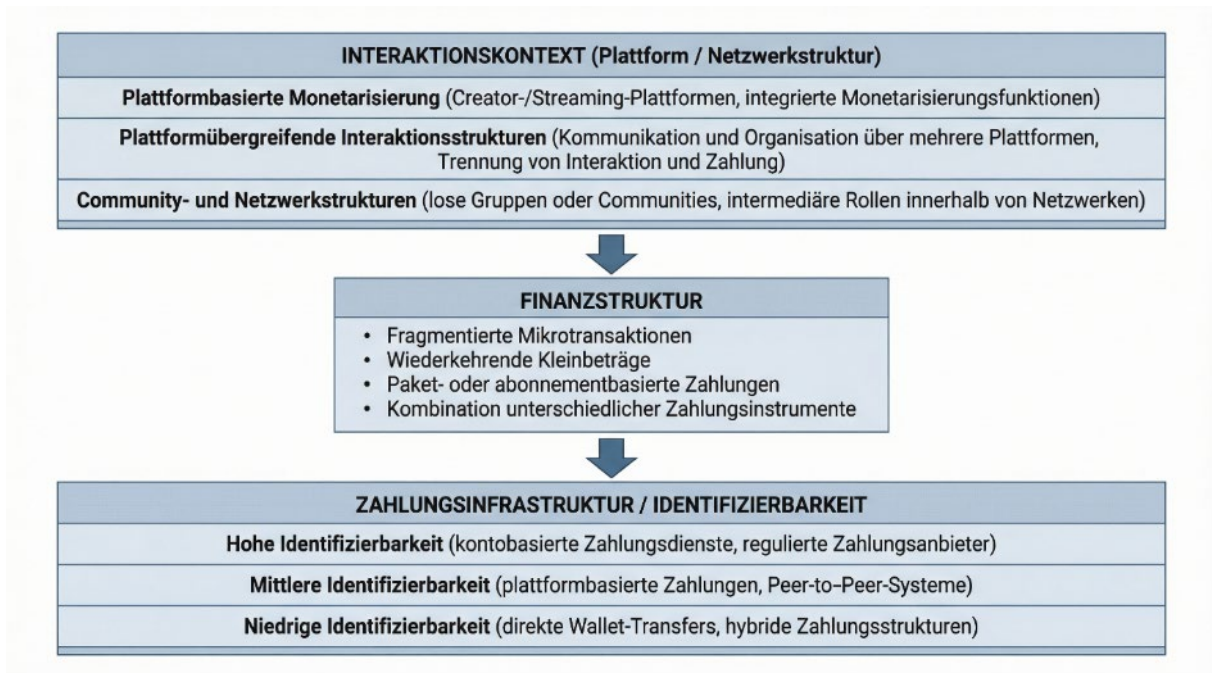 INTERAKTIONSKONTEXT (Plattform / Netzwerkstruktur)
Plattformbasierte Monetarisierung (Creator-/Streaming-Plattformen, integrierte Monetarisierungsfunktionen)
Plattformübergreifende Interaktionsstrukturen (Kommunikation und Organisation über mehrere Plattformen,
Trennung von Interaktion und Zahlung)
Community- und Netzwerkstrukturen (lose Gruppen oder Communities, intermediäre Rollen innerhalb von Netzwerken)
FINANZSTRUKTUR
• Fragmentierte Mikrotransaktionen
• Wiederkehrende Kleinbeträge
• Paket- oder abonnementbasierte Zahlungen
• Kombination unterschiedlicher Zahlungsinstrumente
ZAHLUNGSINFRASTRUKTUR / IDENTIFIZIERBARKEIT
Hohe Identifizierbarkeit (kontobasierte Zahlungsdienste, regulierte Zahlungsanbieter)
Mittlere Identifizierbarkeit (plattformbasierte Zahlungen, Peer-to–Peer-Systeme)
Niedrige Identifizierbarkeit (direkte Wallet-Transfers, hybride Zahlungsstrukturen)